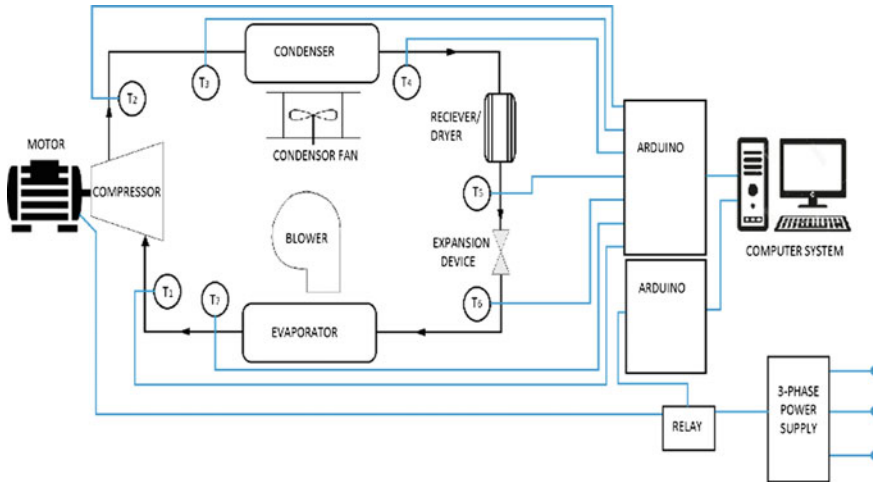 CONDENSER
T3
T4
T2
RECIEVER/
DRYER
CONDENSOR FAN
MOTOR
COMPRESSOR
ARDUINO
T5
BLOWER
EXPANSION
DEVICE
COMPUTER SYSTEM
T1
T7
T6
EVAPORATOR
ARDUINO
3-PHASE
POWER
SUPPLY
RELAY